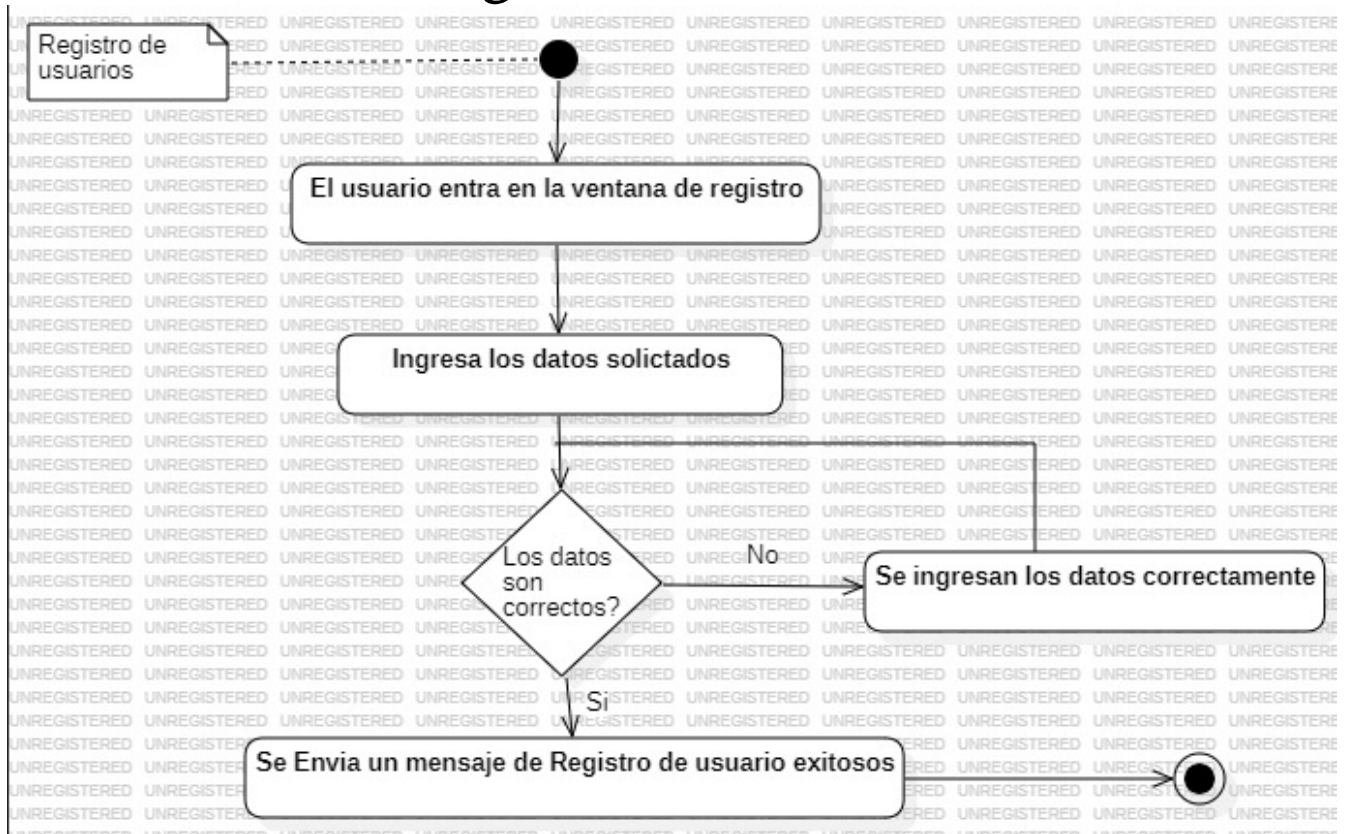 Registro de
usuarios
El usuario entra en la ventana de registro
Ingresa los datos solictados
Los datos
son
correctos?
No
Se ingresan los datos correctamente
Si
Se Envia un mensaje de Registro de usuario exitosos
UNREGISTERED